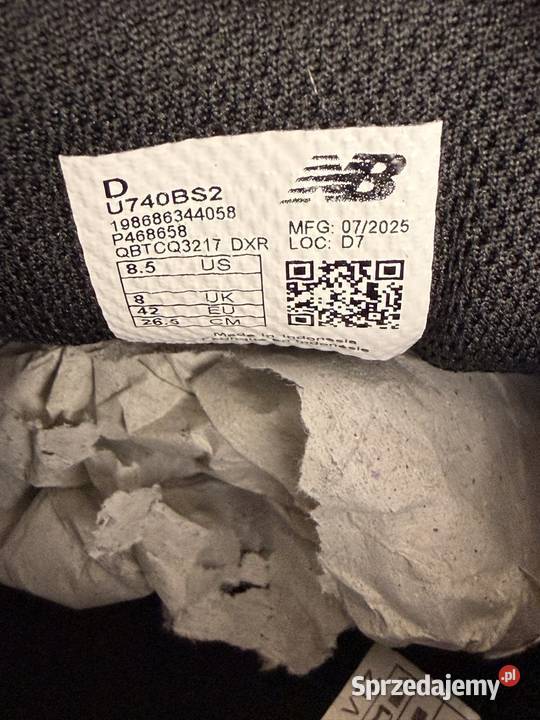 D
U740BS2
198686344058
P468658
QBTCQ3217 DXR
8.5 US
8 UK
42 EU
26.5 CM
NB
MFG: 07/2025
LOC: D7
Made in Indonesia
Sprzedajemy.pl